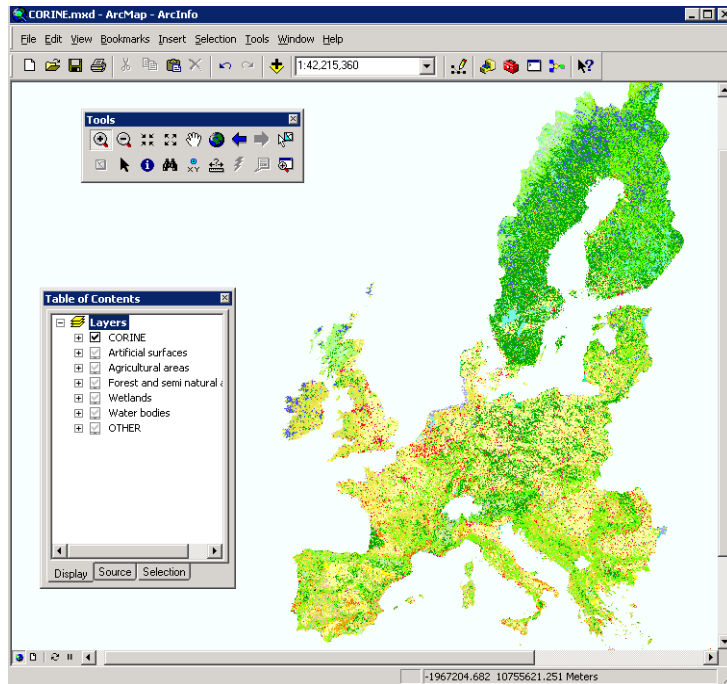 CORINE.mxd - ArcMap - ArcInfo
File Edit View Bookmarks Insert Selection Tools Window Help
1:42,215,360
Tools
XY
Table of Contents
Layers
CORINE
Artificial surfaces
Agricultural areas
Forest and semi natural a
Wetlands
Water bodies
OTHER
Display Source Selection
-1967204.682 10755621.251 Meters